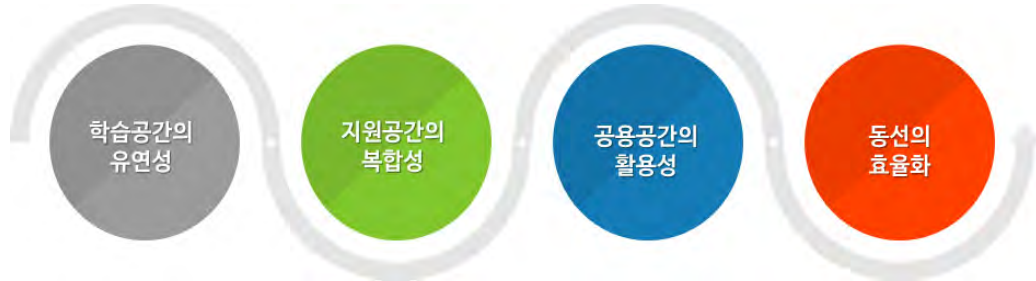 학습공간의
유연성
지원공간의
복합성
공용공간의
활용성
동선의
효율화